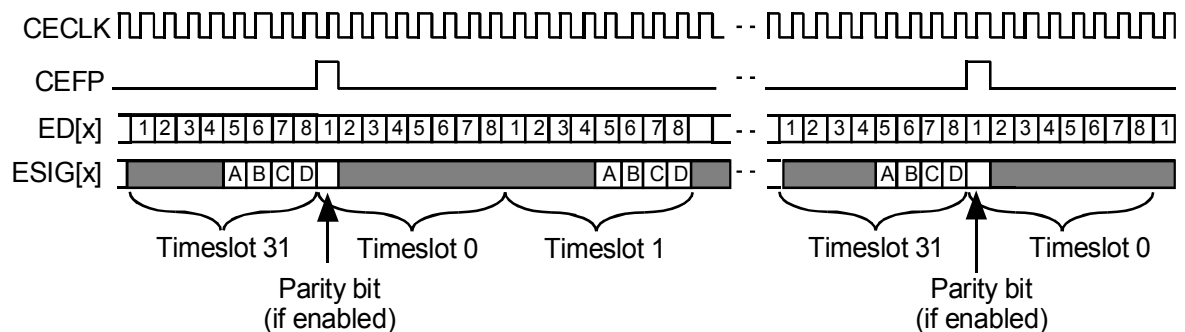 CECLK - -
CEFP - -
ED[x] 1 2 3 4 5 6 7 8 1 2 3 4 5 6 7 8 1 2 3 4 5 6 7 8 - - 1 2 3 4 5 6 7 8 1 2 3 4 5 6 7 8 1
ESIG[x] A B C D A B C D - - A B C D
Timeslot 31 Timeslot 0 Timeslot 1 Timeslot 31 Timeslot 0
Parity bit Parity bit
(if enabled) (if enabled)